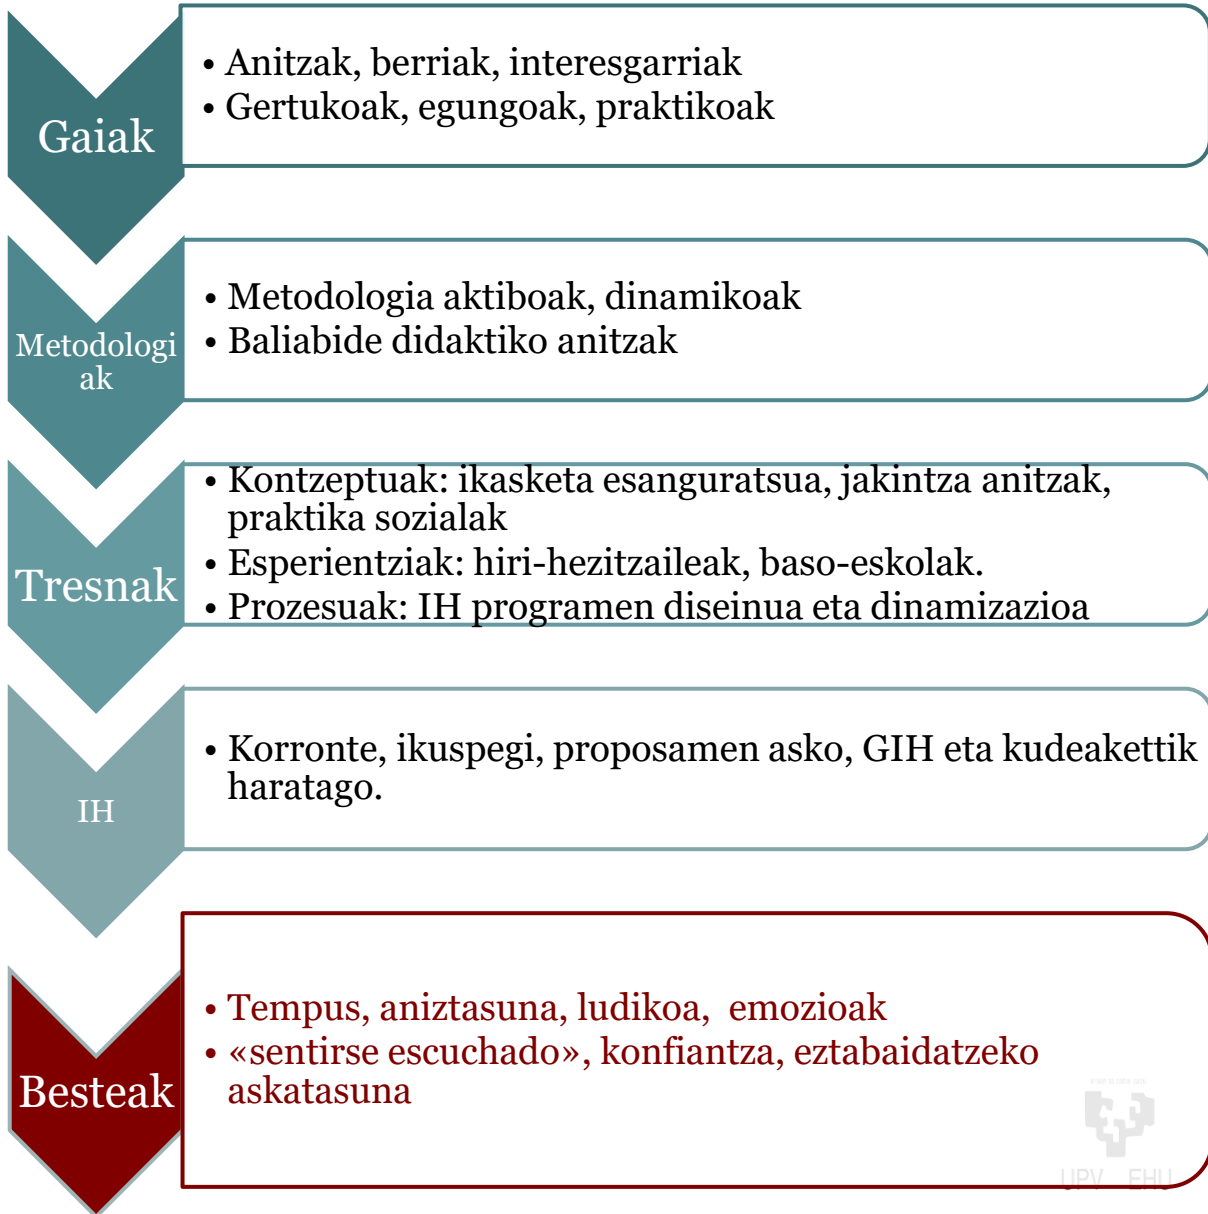 Gaiak
• Anitzak, berriak, interesgarriak
• Gertukoak, egungoak, praktikoak
Metodologi
ak
• Metodologia aktiboak, dinamikoak
• Baliabide didaktiko anitzak
Tresnak
• Kontzeptuak: ikasketa esanguratsua, jakintza anitzak,
praktika sozialak
• Esperientziak: hiri-hezitzaileak, baso-eskolak.
• Prozesuak: IH programen diseinua eta dinamizazioa
IH
• Korronte, ikuspegi, proposamen asko, GIH eta kudeakettik
haratago.
Besteak
• Tempus, aniztasuna, ludikoa, emozioak
• «sentirse escuchado», konfiantza, eztabaidatzeko
askatasuna
UPV EHU